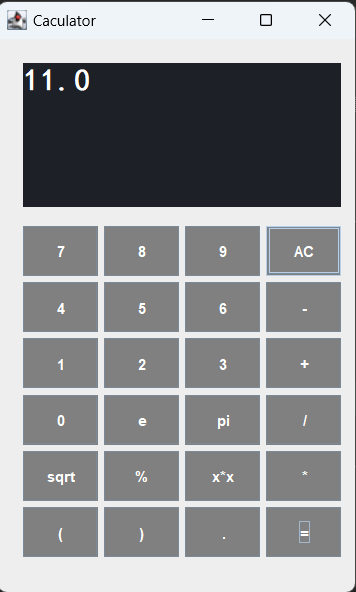 Caculator
11.0
7 8 9 AC
4 5 6 -
1 2 3 +
0 e pi /
sqrt % x*x *
( ) . =